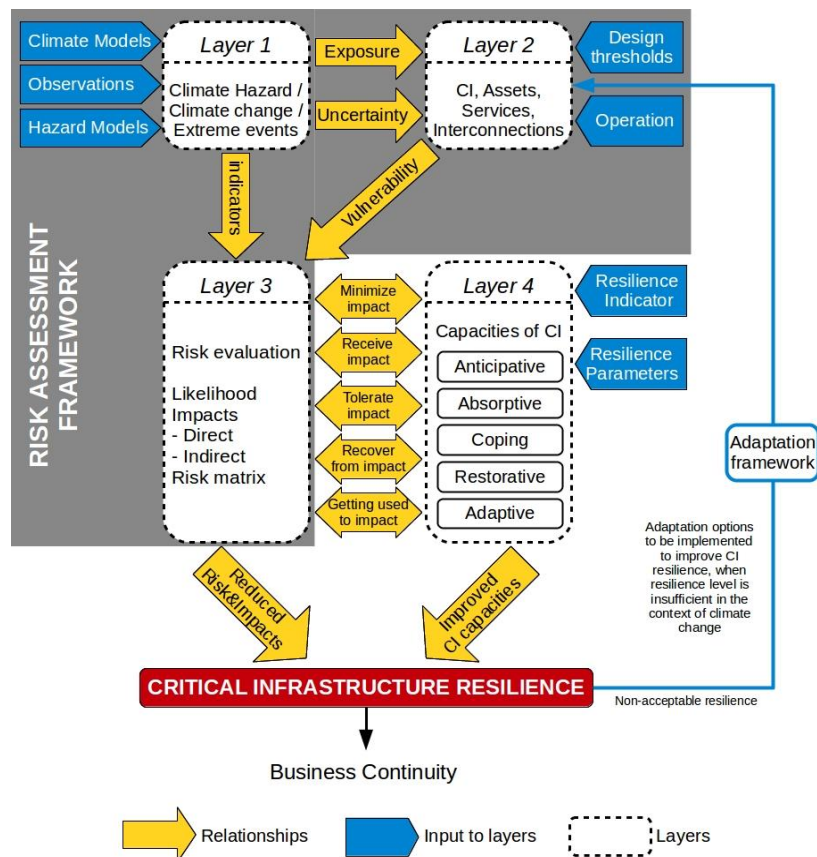 Climate Models
Observations
Hazard Models
Layer 1
Climate Hazard /
Climate change /
Extreme events
Exposure
Uncertainty
Layer 2
CI, Assets,
Services,
Interconnections
Design
thresholds
Operation
indicators
Vulnerability
RISK ASSESSMENT
FRAMEWORK
Layer 3
Risk evaluation
Likelihood
Impacts
- Direct
- Indirect
Risk matrix
Minimize
impact
Receive
impact
Tolerate
impact
Recover
from impact
Getting used
to impact
Layer 4
Capacities of CI
Anticipative
Absorptive
Coping
Restorative
Adaptive
Resilience
Indicator
Resilience
Parameters
Adaptation
framework
Adaptation options
to be implemented
to improve CI
resilience, when
resilience level is
insufficient in the
context of climate
change
Reduced
Risk&Impacts
Improved
CI capacities
CRITICAL INFRASTRUCTURE RESILIENCE
Non-acceptable resilience
Business Continuity
Relationships
Input to layers
Layers